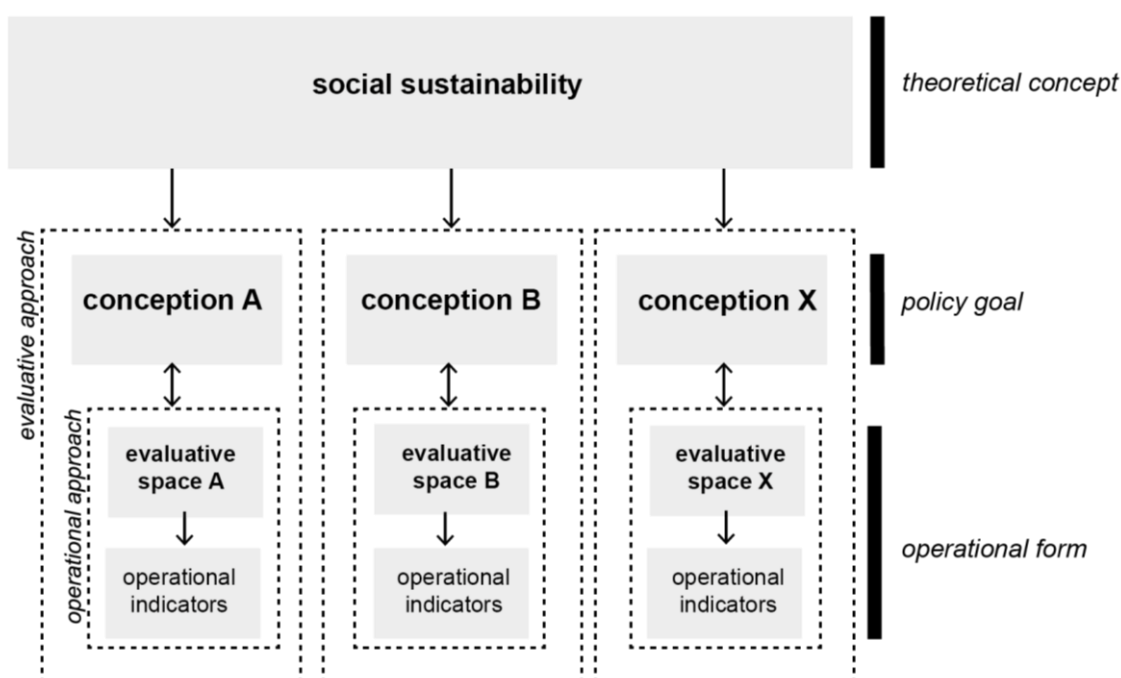 social sustainability
theoretical concept
evaluative approach
conception A
conception B
conception X
policy goal
operational approach
evaluative
space A
evaluative
space B
evaluative
space X
operational
indicators
operational
indicators
operational
indicators
operational form